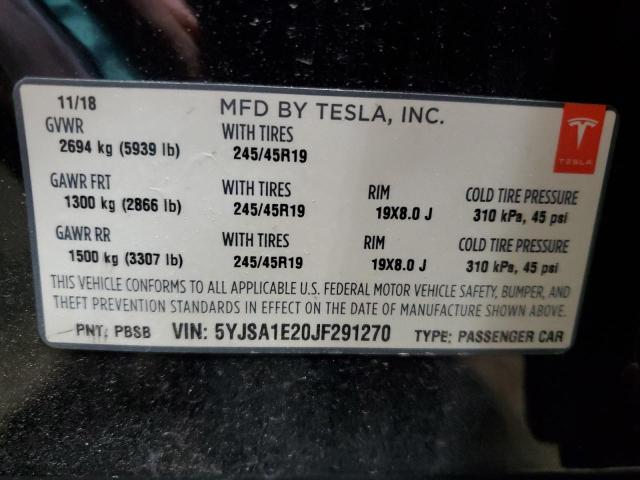 11/18 MFD BY TESLA, INC.
GVWR WITH TIRES
2694 kg (5939 lb) 245/45R19
TESLA
GAWR FRT WITH TIRES RIM COLD TIRE PRESSURE
1300 kg (2866 lb) 245/45R19 19X8.0 J 310 kPa, 45 psi
GAWR RR WITH TIRES RIM COLD TIRE PRESSURE
1500 kg (3307 lb) 245/45R19 19X8.0 J 310 kPa, 45 psi
THIS VEHICLE CONFORMS TO ALL APPLICABLE U.S. FEDERAL MOTOR VEHICLE SAFETY, BUMPER, AND
THEFT PREVENTION STANDARDS IN EFFECT ON THE DATE OF MANUFACTURE SHOWN ABOVE.
PNT: PBSB VIN: 5YJSA1E20JF291270 TYPE: PASSENGER CAR